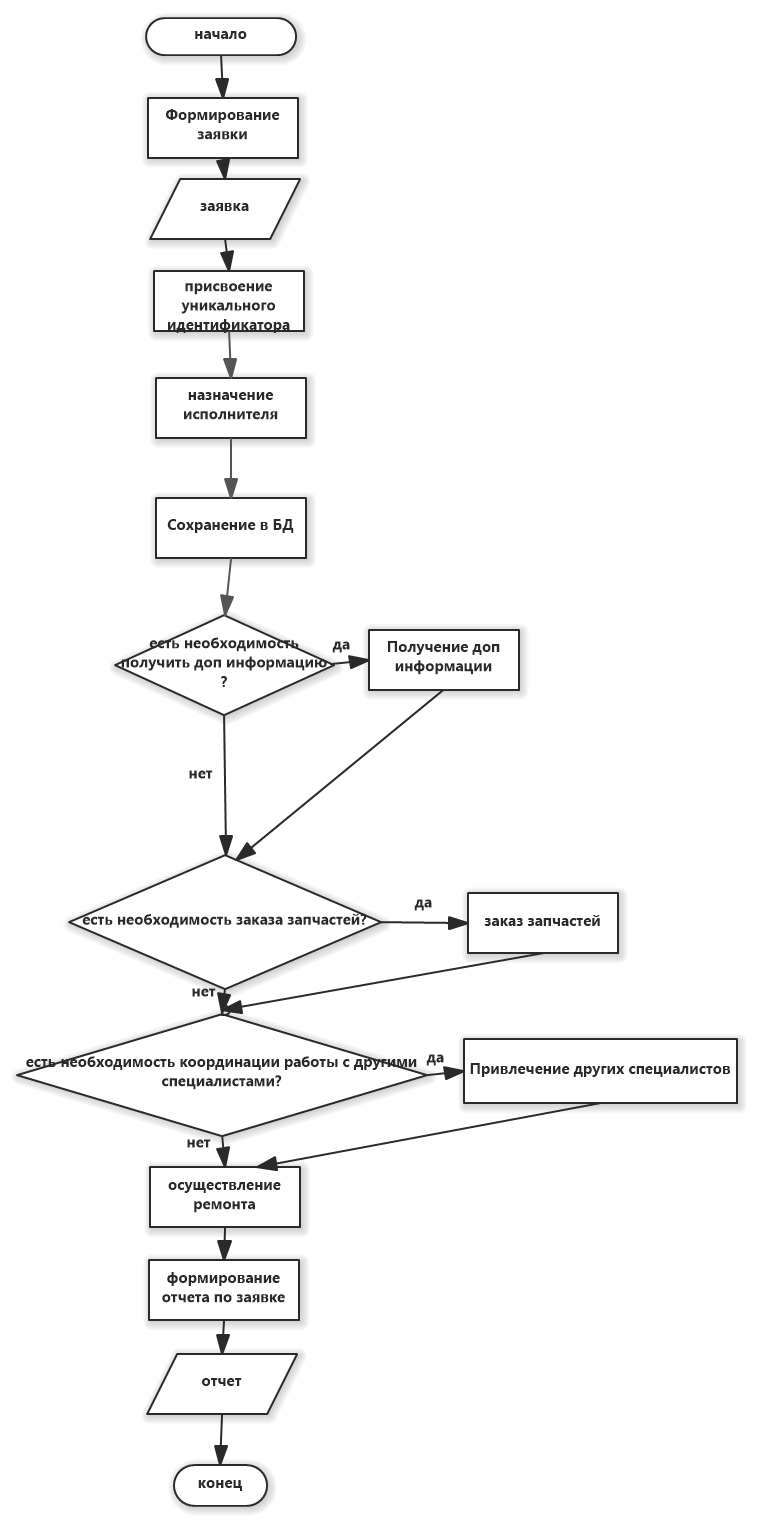 начало
Формирование
заявки
заявка
присвоение
уникального
идентификатора
назначение
исполнителя
Сохранение в БД
есть необходимость
получить доп информацию
?
да
Получение доп
информации
нет
есть необходимость заказа запчастей?
да
заказ запчастей
нет
есть необходимость координации работы с другими
специалистами?
да
Привлечение других специалистов
нет
осуществление
ремонта
формирование
отчета по заявке
отчет
конец